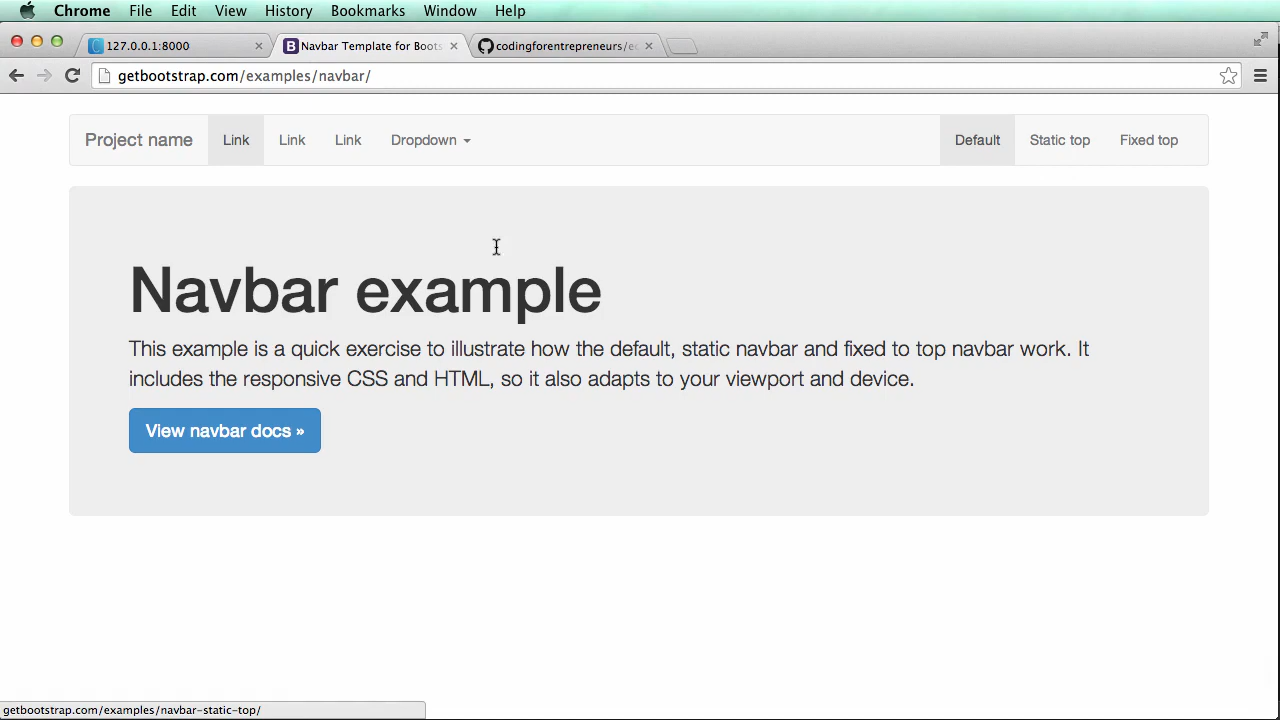 Chrome File Edit View History Bookmarks Window Help
127.0.0.1:8000 Navbar Template for Boots codingforentrepreneurs/ec
getbootstrap.com/examples/navbar/
Project name Link Link Link Dropdown Default Static top Fixed top
Navbar example
This example is a quick exercise to illustrate how the default, static navbar and fixed to top navbar work. It
includes the responsive CSS and HTML, so it also adapts to your viewport and device.
View navbar docs »
getbootstrap.com/examples/navbar-static-top/